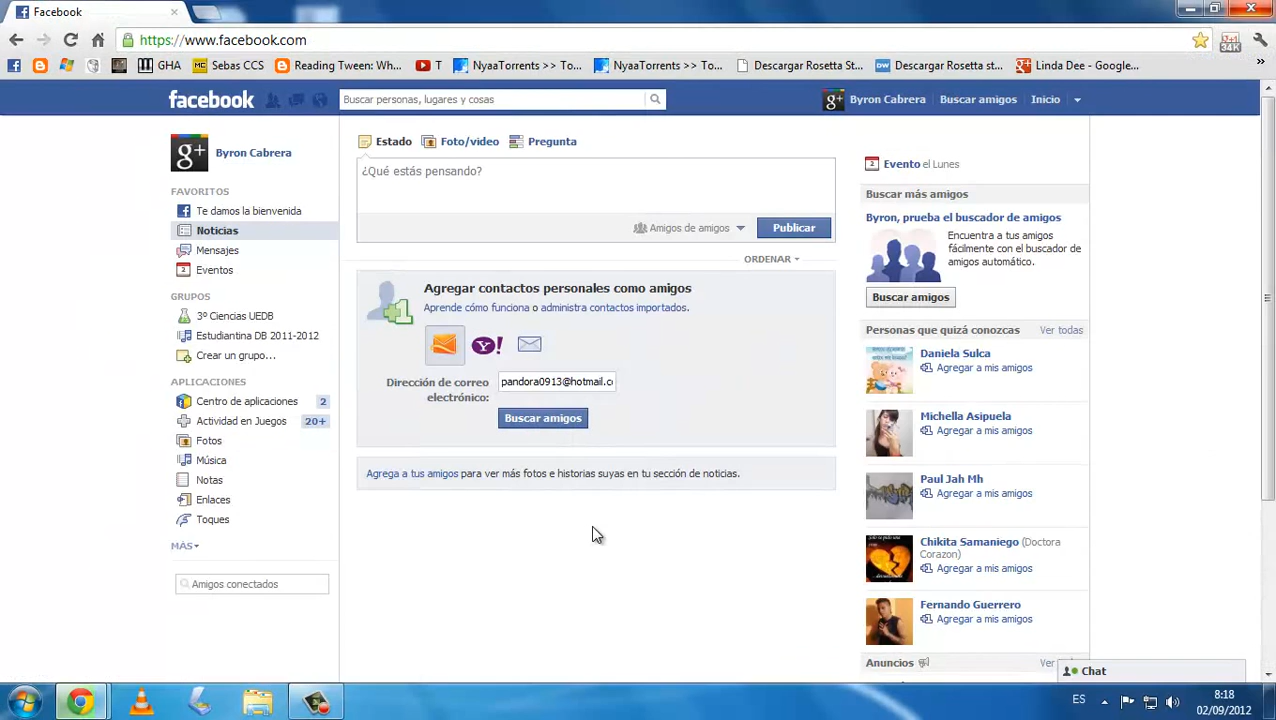 Facebook
https://www.facebook.com
34K
GHA
Sebas CCS
Reading Tween: Wh...
T
NyaaTorrents >> To...
NyaaTorrents >> To...
Descargar Rosetta St...
Descargar Rosetta st...
Linda Dee - Google...
facebook
Buscar personas, lugares y cosas
Byron Cabrera
Buscar amigos
Inicio
Byron Cabrera
FAVORITOS
Te damos la bienvenida
Noticias
Mensajes
Eventos
GRUPOS
3º Ciencias UEDB
Estudiantina DB 2011-2012
Crear un grupo...
APLICACIONES
Centro de aplicaciones 2
Actividad en Juegos 20+
Fotos
Música
Notas
Enlaces
Toques
MÁS
Amigos conectados
Estado Foto/video Pregunta
¿Qué estás pensando?
Amigos de amigos Publicar
ORDENAR
Agregar contactos personales como amigos
Aprende cómo funciona o administra contactos importados.
Dirección de correo
electrónico:
pandora0913@hotmail.c
Buscar amigos
Agrega a tus amigos para ver más fotos e historias suyas en tu sección de noticias.
Evento el Lunes
Buscar más amigos
Byron, prueba el buscador de amigos
Encuentra a tus amigos
fácilmente con el buscador de
amigos automático.
Buscar amigos
Personas que quizá conozcas Ver todas
Daniela Sulca
Agregar a mis amigos
Michella Asipuela
Agregar a mis amigos
Paul Jah Mh
Agregar a mis amigos
Chikita Samaniego (Doctora
Corazon)
Agregar a mis amigos
Fernando Guerrero
Agregar a mis amigos
Anuncios Ver
Chat
ES
8:18
02/09/2012